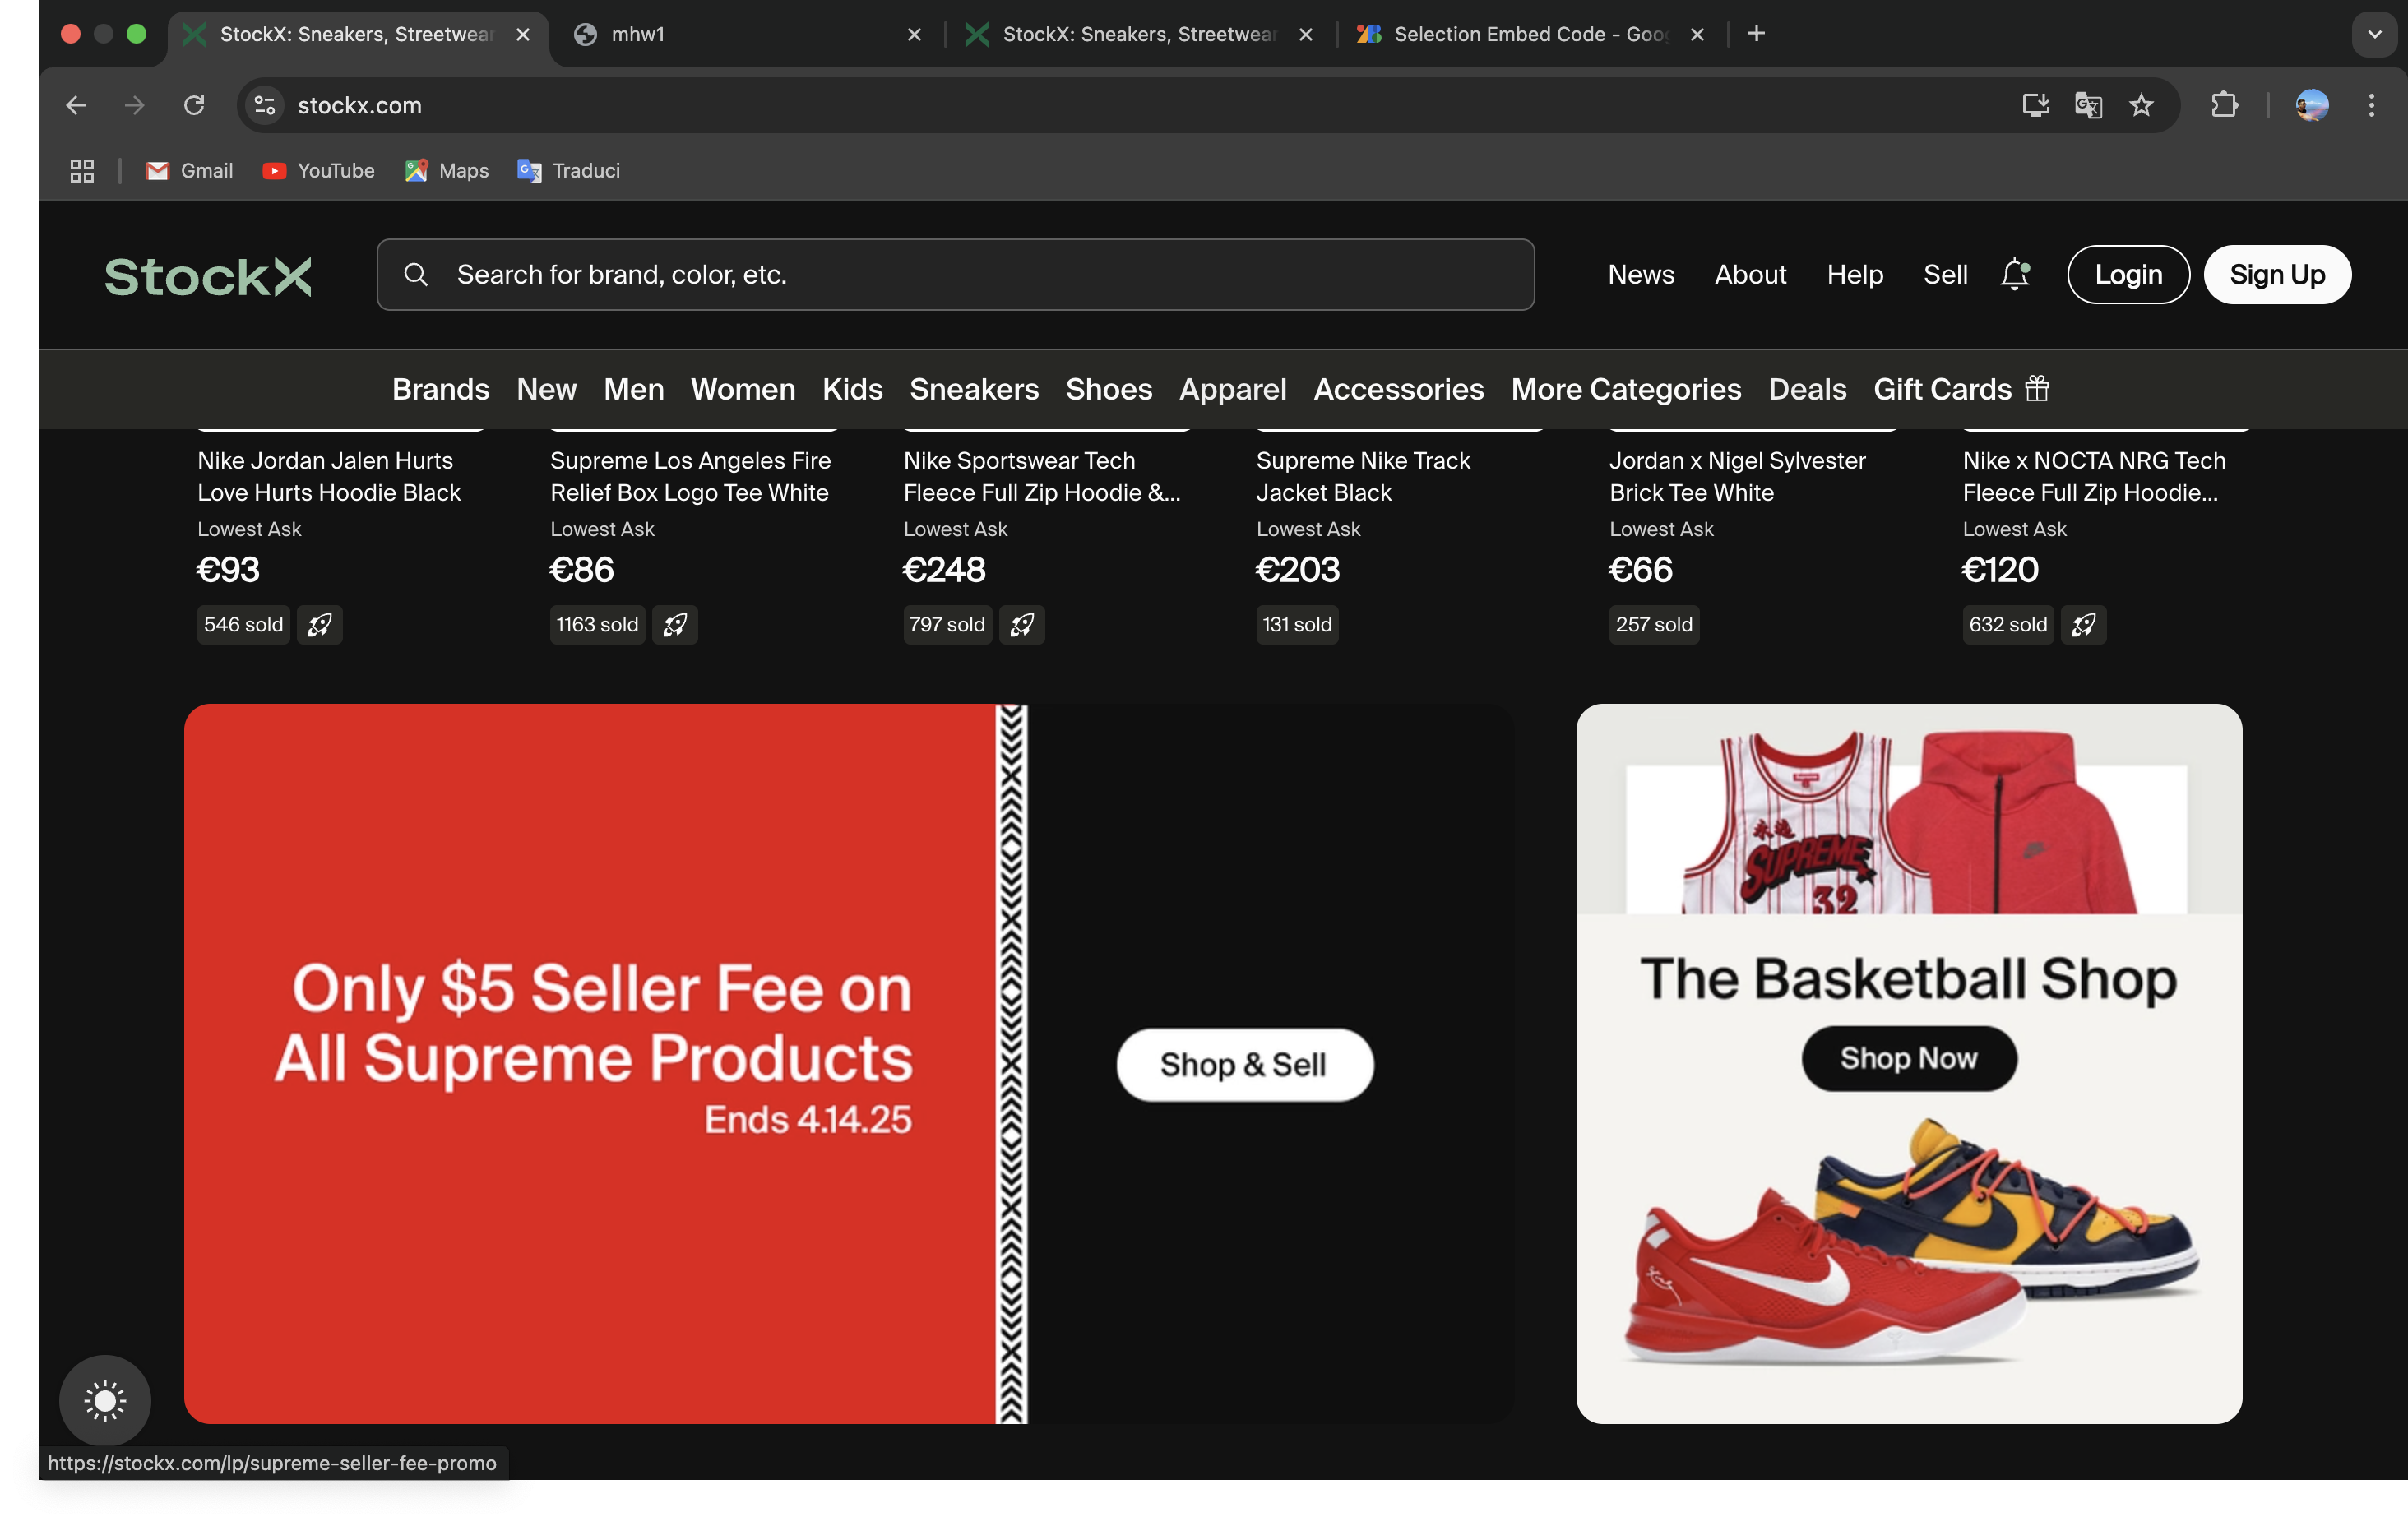 StockX: Sneakers, Streetwear
mhw1
StockX: Sneakers, Streetwear
Selection Embed Code - Goo
stockx.com
Gmail
YouTube
Maps
Traduci
StockX
Search for brand, color, etc.
News
About
Help
Sell
Login
Sign Up
Brands
New
Men
Women
Kids
Sneakers
Shoes
Apparel
Accessories
More Categories
Deals
Gift Cards
Nike Jordan Jalen Hurts
Love Hurts Hoodie Black
Lowest Ask
€93
546 sold
Supreme Los Angeles Fire
Relief Box Logo Tee White
Lowest Ask
€86
1163 sold
Nike Sportswear Tech
Fleece Full Zip Hoodie &...
Lowest Ask
€248
797 sold
Supreme Nike Track
Jacket Black
Lowest Ask
€203
131 sold
Jordan x Nigel Sylvester
Brick Tee White
Lowest Ask
€66
257 sold
Nike x NOCTA NRG Tech
Fleece Full Zip Hoodie...
Lowest Ask
€120
632 sold
Only $5 Seller Fee on
All Supreme Products
Ends 4.14.25
Shop & Sell
SUPREME
32
The Basketball Shop
Shop Now
https://stockx.com/lp/supreme-seller-fee-promo